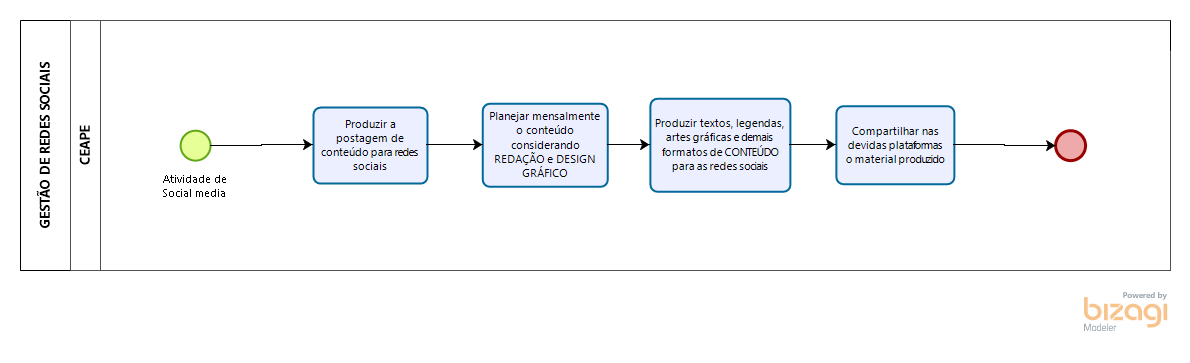 GESTÃO DE REDES SOCIAIS
CEAPE
Atividade de
Social media
Produzir a
postagem de
conteúdo para redes
sociais
Planejar mensalmente
o conteúdo
considerando
REDAÇÃO e DESIGN
GRÁFICO
Produzir textos, legendas,
artes gráficas e demais
formatos de CONTEÚDO
para as redes sociais
Compartilhar nas
devidas plataformas
o material produzido
Powered by
bizagi
Modeler